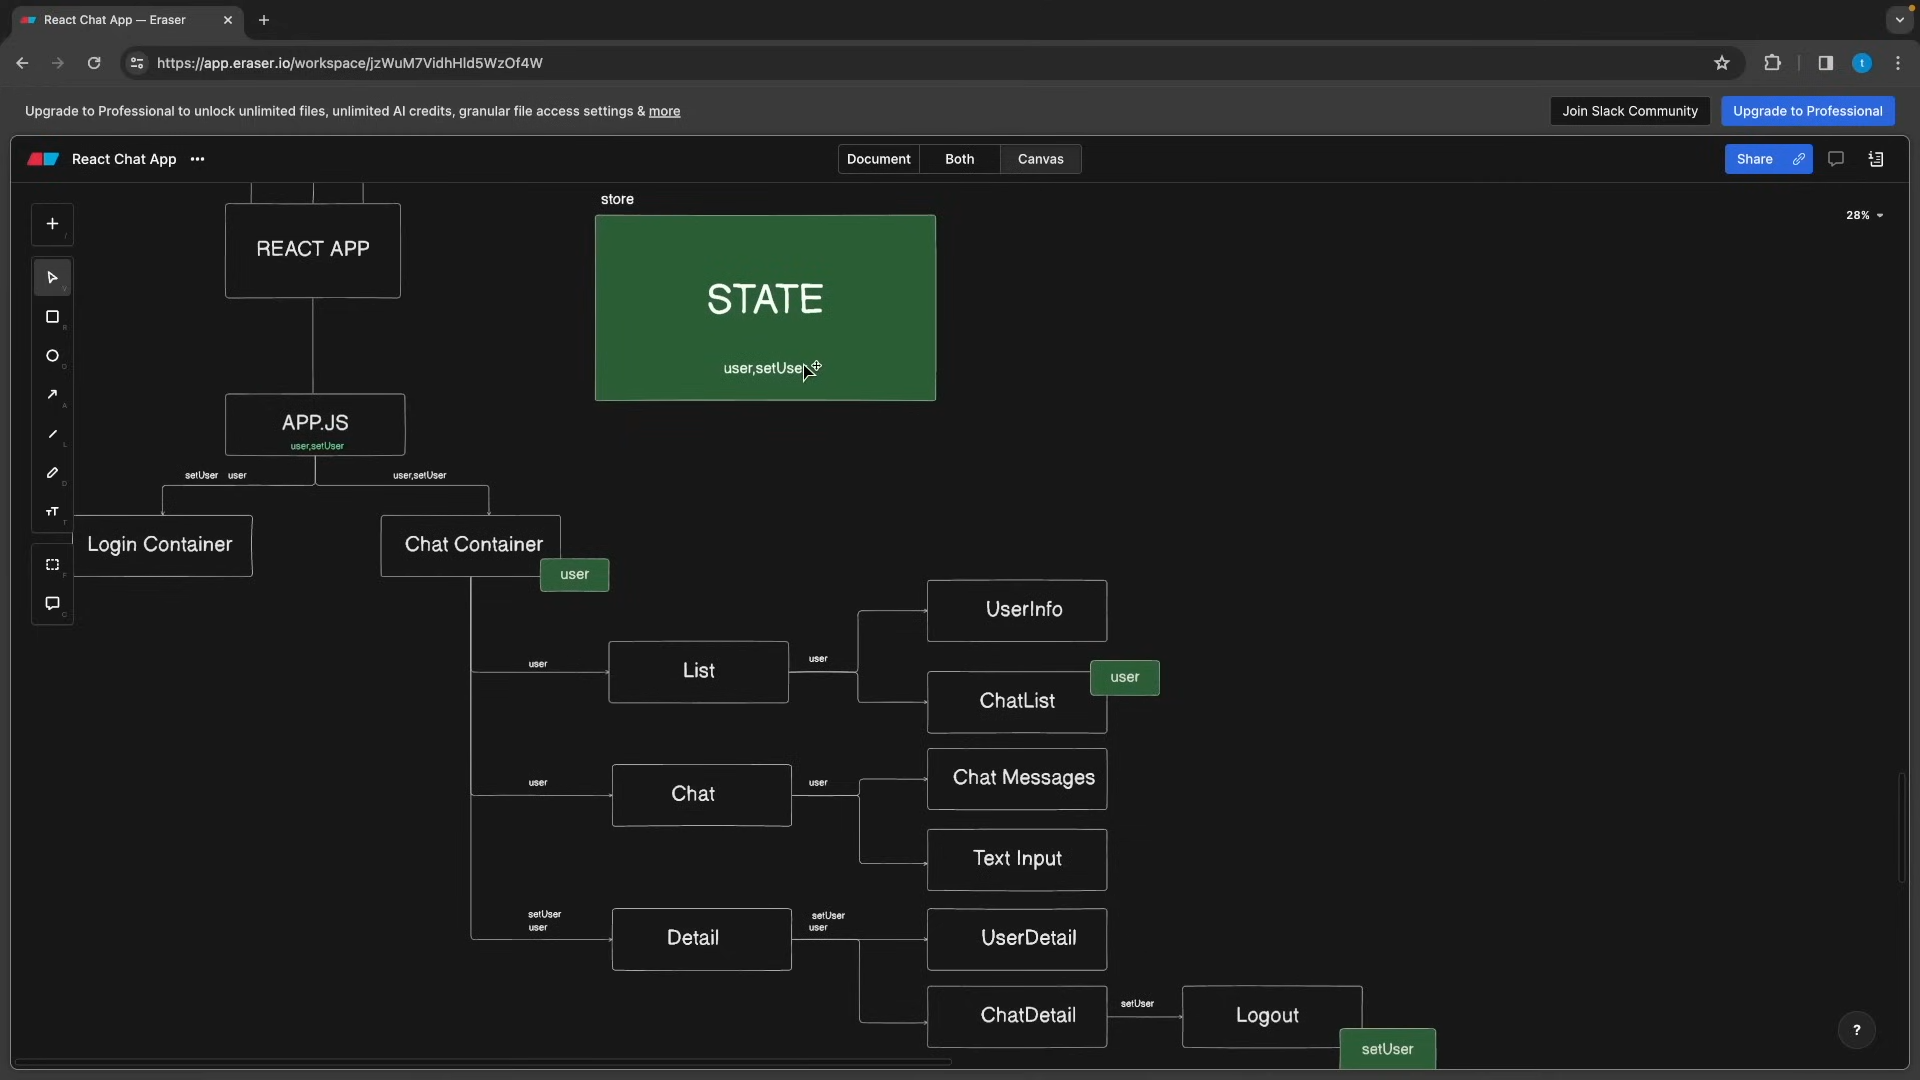 React Chat App — Eraser
https://app.eraser.io/workspace/jzWuM7VidhHld5WzOf4W
t
Upgrade to Professional to unlock unlimited files, unlimited AI credits, granular file access settings & more
Join Slack Community
Upgrade to Professional
React Chat App
Document
Both
Canvas
Share
28%
store
REACT APP
STATE
user,setUser
APP.JS
user,setUser
setUser user
user,setUser
Login Container
Chat Container
user
UserInfo
user
List
user
user
ChatList
user
Chat
user
Chat Messages
Text Input
setUser
user
Detail
setUser
user
UserDetail
ChatDetail
setUser
Logout
setUser
?